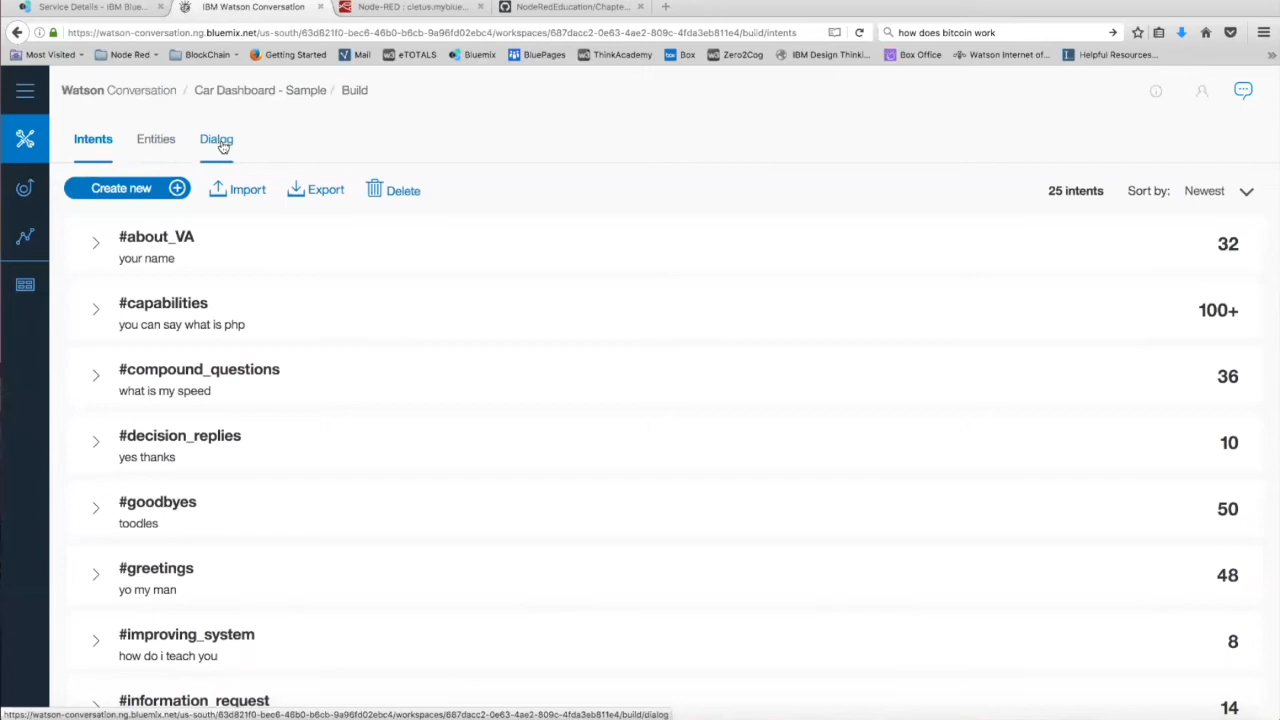 Service Details - IBM Blue...
IBM Watson Conversation
Node-RED : cletus.myblue...
NodeRedEducation/Chapte...
https://watson-conversation.ng.bluemix.net/us-south/63d821f0-bec6-46b0-b6cb-9a96fd02ebc4/workspaces/687dacc2-0e63-4ae2-809c-4fda3eb811e4/build/intents
how does bitcoin work
Most Visited
Node Red
BlockChain
Getting Started
Mail
eTOTALS
Bluemix
BluePages
ThinkAcademy
Box
Zero2Cog
IBM Design Thinki...
Box Office
Watson Internet of...
Helpful Resources...
Watson Conversation / Car Dashboard - Sample / Build
Intents
Entities
Dialog
Create new
Import
Export
Delete
25 intents
Sort by:
Newest
#about_VA
your name
32
#capabilities
you can say what is php
100+
#compound_questions
what is my speed
36
#decision_replies
yes thanks
10
#goodbyes
toodles
50
#greetings
yo my man
48
#improving_system
how do i teach you
8
#information_request
14
https://watson-conversation.ng.bluemix.net/us-south/63d821f0-bec6-46b0-b6cb-9a96fd02ebc4/workspaces/687dacc2-0e63-4ae2-809c-4fda3eb811e4/build/dialog